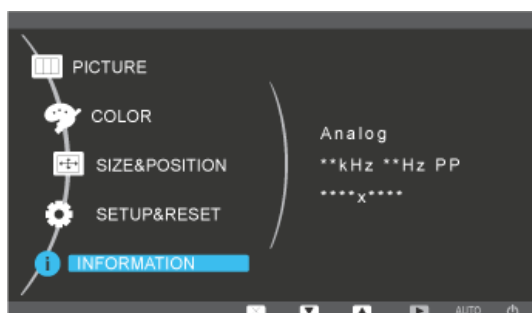 PICTURE
COLOR
SIZE&POSITION
SETUP&RESET
INFORMATION
Analog
**kHz **Hz PP
****x****
AUTO